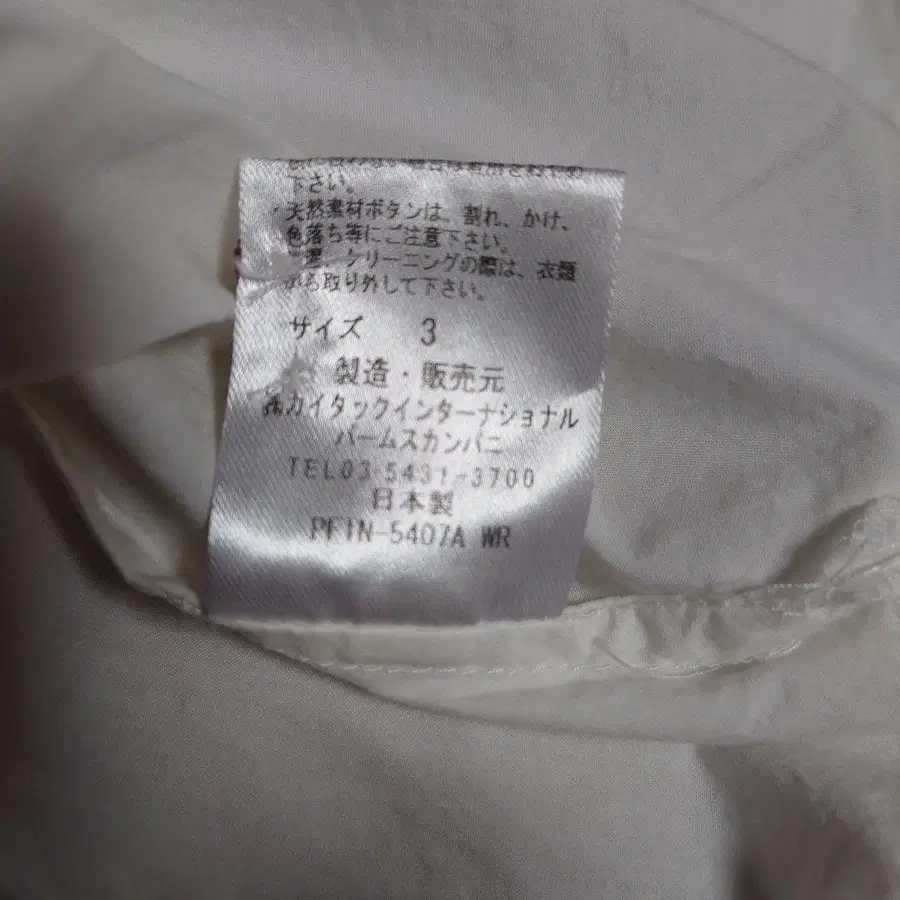 下さい。
・天然素材ボタンは、割れ、かけ、
色落ち等にご注意下さい。
クリーニングの際は、衣類
から取り外して下さい。
サイズ 3
製造・販売元
㈱カイタックインターナショナル
パームスカンパニ
TEL03-5431-3700
日本製
PFIN-5407A WR